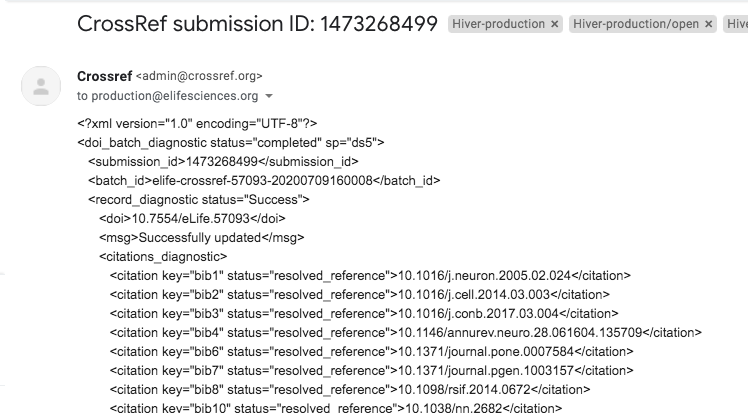 CrossRef submission ID: 1473268499 Hiver-production × Hiver-production/open × Hive
Crossref <admin@crossref.org>
to production@elifesciences.org
<?xml version="1.0" encoding="UTF-8"?>
<doi_batch_diagnostic status="completed" sp="ds5">
<submission_id>1473268499</submission_id>
<batch_id>elife-crossref-57093-20200709160008</batch_id>
<record_diagnostic status="Success">
<doi>10.7554/eLife.57093</doi>
<msg>Successfully updated</msg>
<citations_diagnostic>
<citation key="bib1" status="resolved_reference">10.1016/j.neuron.2005.02.024</citation>
<citation key="bib2" status="resolved_reference">10.1016/j.cell.2014.03.003</citation>
<citation key="bib3" status="resolved_reference">10.1016/j.conb.2017.03.004</citation>
<citation key="bib4" status="resolved_reference">10.1146/annurev.neuro.28.061604.135709</citation>
<citation key="bib6" status="resolved_reference">10.1371/journal.pone.0007584</citation>
<citation key="bib7" status="resolved_reference">10.1371/journal.pgen.1003157</citation>
<citation key="bib8" status="resolved_reference">10.1098/rsif.2014.0672</citation>
<citation key="bib10" status="resolved_reference">10.1038/nn.2682</citation>